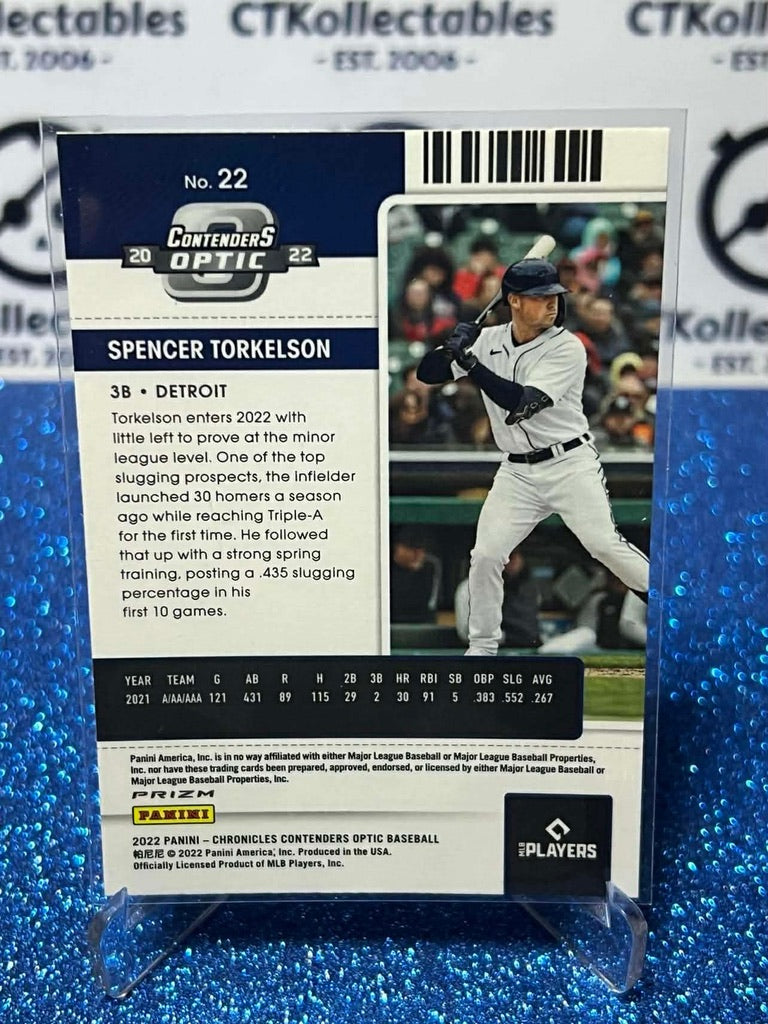 llectables
CTKollectables
CTKollec
T. 2006 -
- EST. 2006 -
- EST
No. 22
CONTENDERS
20 OPTIC 22
SPENCER TORKELSON
3B • DETROIT
Torkelson enters 2022 with
little left to prove at the minor
league level. One of the top
slugging prospects, the infielder
launched 30 homers a season
ago while reaching Triple-A
for the first time. He followed
that up with a strong spring
training, posting a .435 slugging
percentage in his
first 10 games.
YEAR TEAM G AB R H 2B 3B HR RBI SB OBP SLG AVG
2021 A/AA/AAA 121 431 89 115 29 2 30 91 5 .383 .552 .267
Panini America, Inc. is in no way affiliated with either Major League Baseball or Major League Baseball Properties,
Inc. nor have these trading cards been prepared, approved, endorsed, or licensed by either Major League Baseball or
Major League Baseball Properties, Inc.
PRIZM
PANINI
2022 PANINI – CHRONICLES CONTENDERS OPTIC BASEBALL
帕尼尼 © 2022 Panini America, Inc. Produced in the USA.
Officially Licensed Product of MLB Players, Inc.
MLB PLAYERS